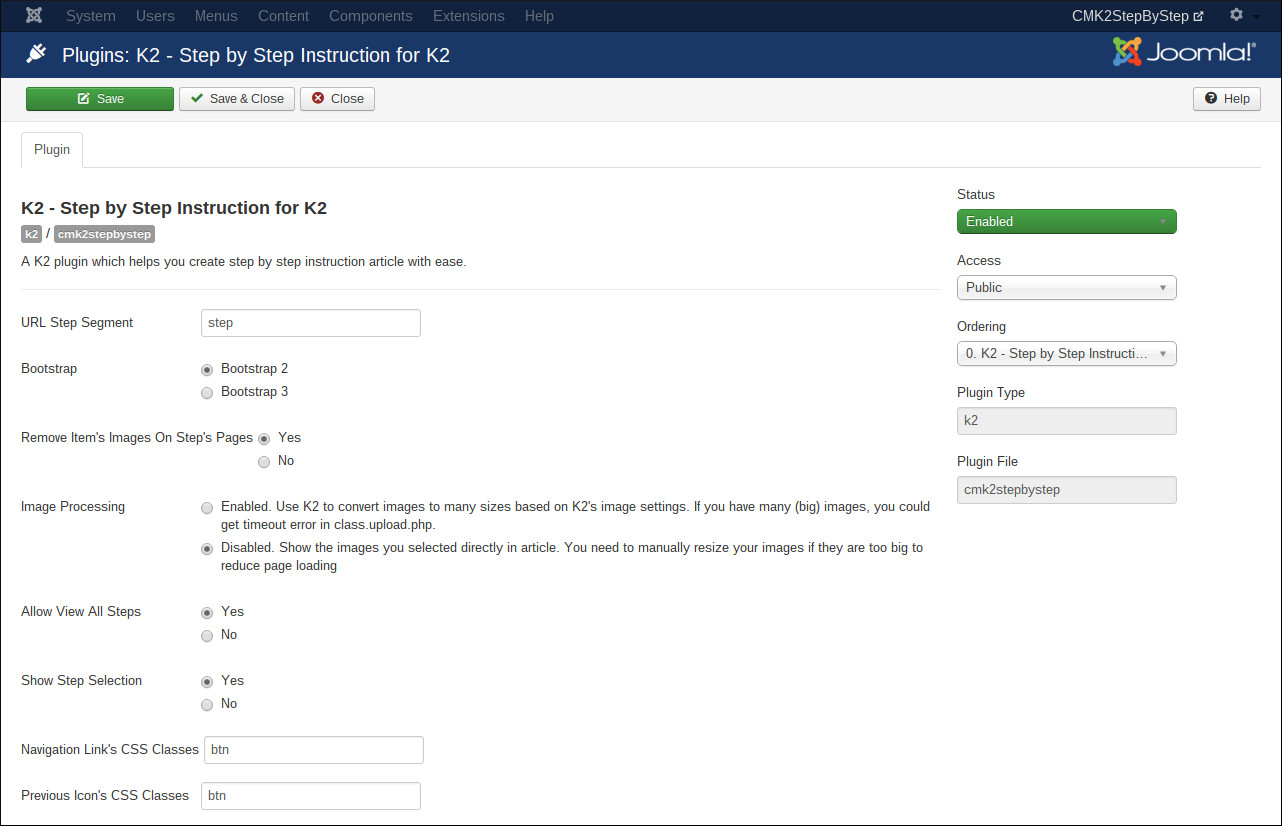 System Users Menus Content Components Extensions Help CMK2StepByStep
Plugins: K2 - Step by Step Instruction for K2 Joomla!®
Save Save & Close Close Help
Plugin
K2 - Step by Step Instruction for K2
k2 / cmk2stepbystep
A K2 plugin which helps you create step by step instruction article with ease.
URL Step Segment step
Bootstrap Bootstrap 2
Bootstrap 3
Remove Item's Images On Step's Pages Yes
No
Image Processing Enabled. Use K2 to convert images to many sizes based on K2's image settings. If you have many (big) images, you could
get timeout error in class.upload.php.
Disabled. Show the images you selected directly in article. You need to manually resize your images if they are too big to
reduce page loading
Allow View All Steps Yes
No
Show Step Selection Yes
No
Navigation Link's CSS Classes btn
Previous Icon's CSS Classes btn
Status
Enabled
Access
Public
Ordering
0. K2 - Step by Step Instructi...
Plugin Type
k2
Plugin File
cmk2stepbystep